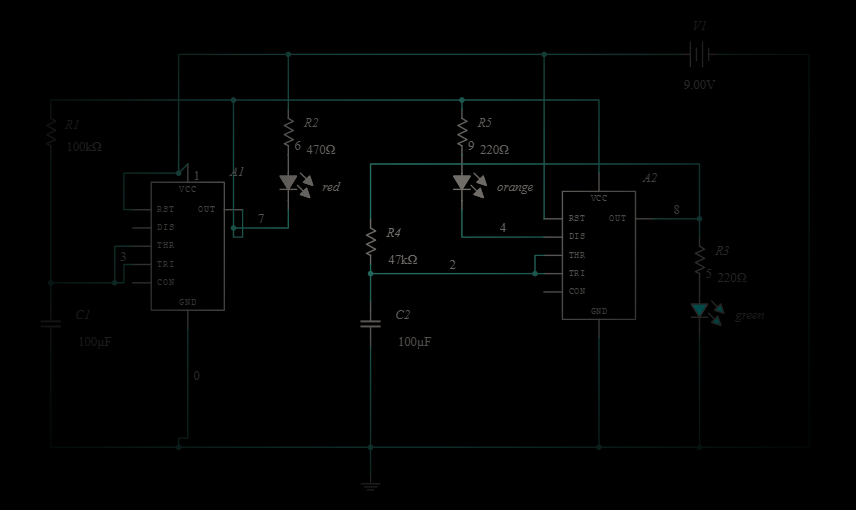 V1
9.00V
R1
100kΩ
R2
6
470Ω
red
R5
9
220Ω
orange
A1
1
VCC
RST
OUT
DIS
THR
TRI
CON
GND
7
3
A2
VCC
RST
OUT
DIS
THR
TRI
CON
GND
8
4
R4
47kΩ
2
R3
5
220Ω
green
C1
100µF
C2
100µF
0